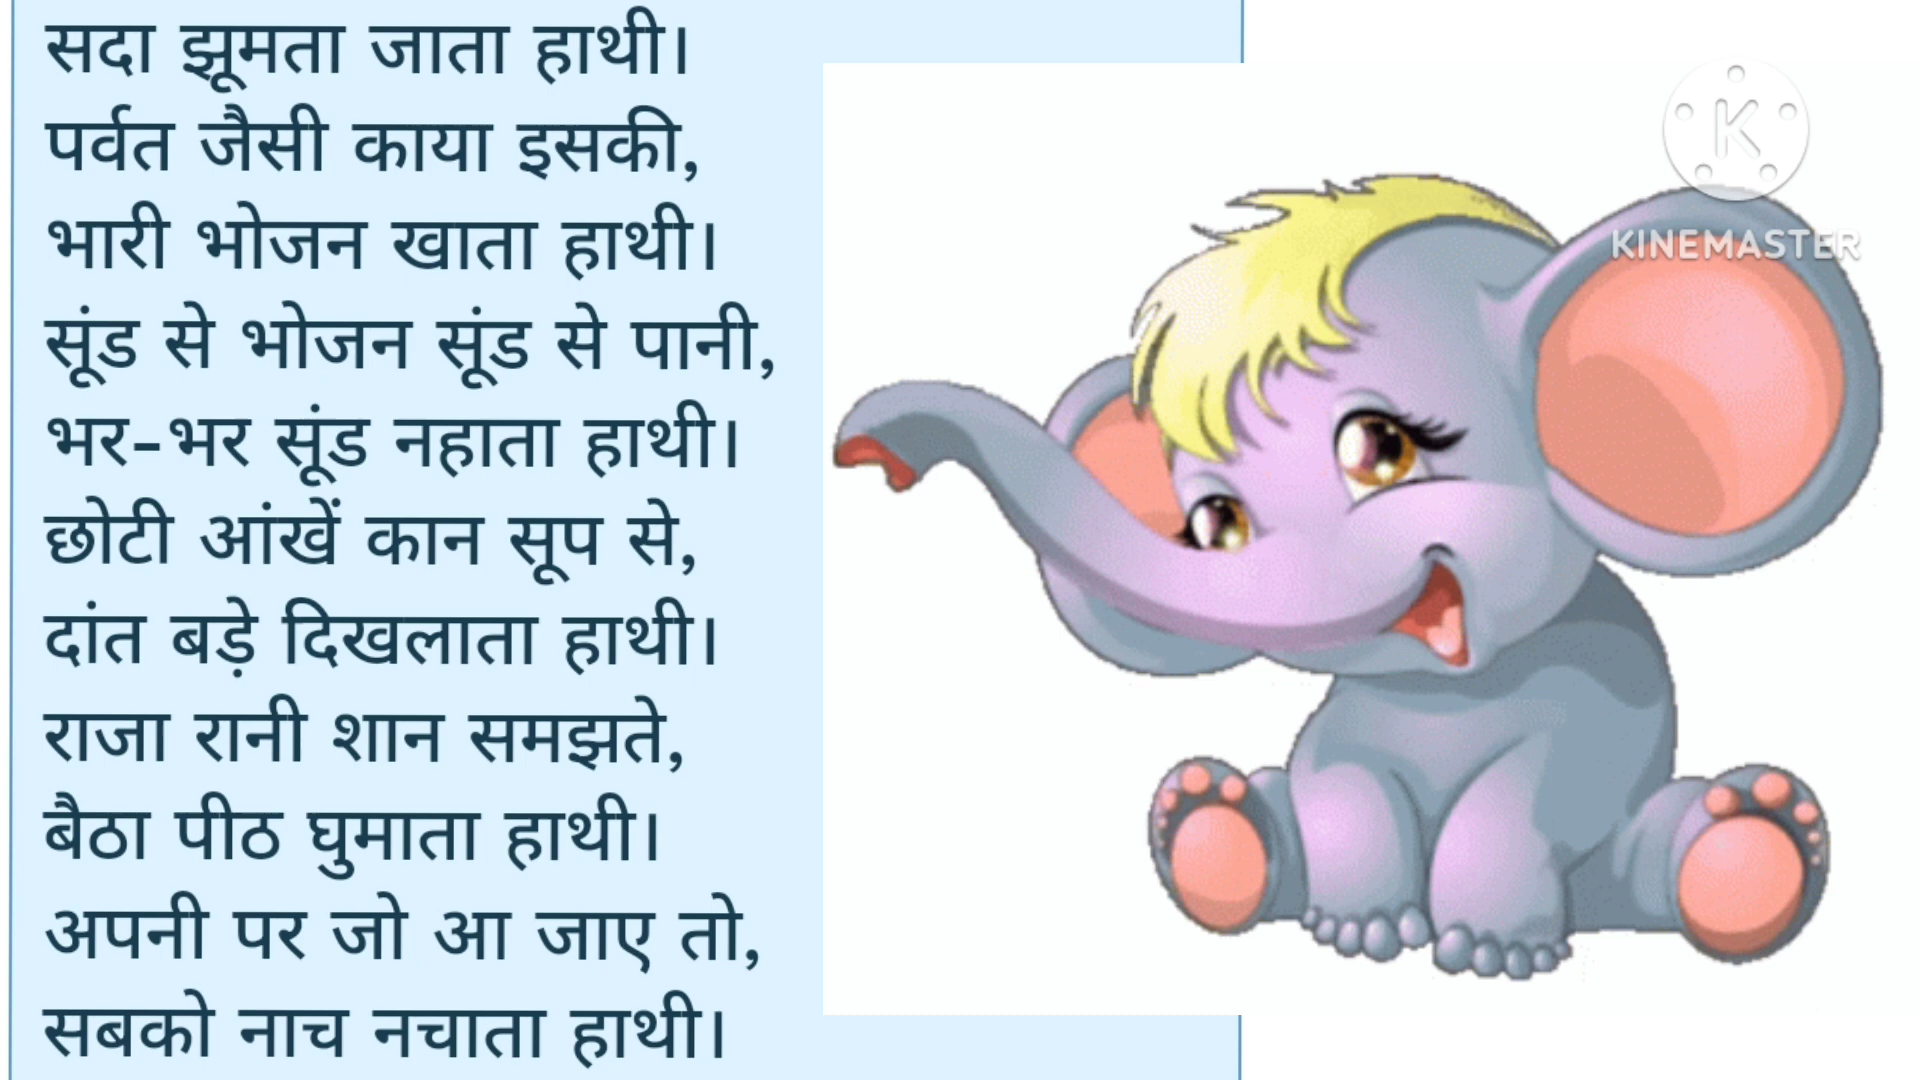 सदा झूमता जाता हाथी।
पर्वत जैसी काया इसकी,
भारी भोजन खाता हाथी।
सूंड से भोजन सूंड से पानी,
भर-भर सूंड नहाता हाथी।
छोटी आंखें कान सूप से,
दांत बड़े दिखलाता हाथी।
राजा रानी शान समझते,
बैठा पीठ घुमाता हाथी।
अपनी पर जो आ जाए तो,
सबको नाच नचाता हाथी।
K
KINEMASTER